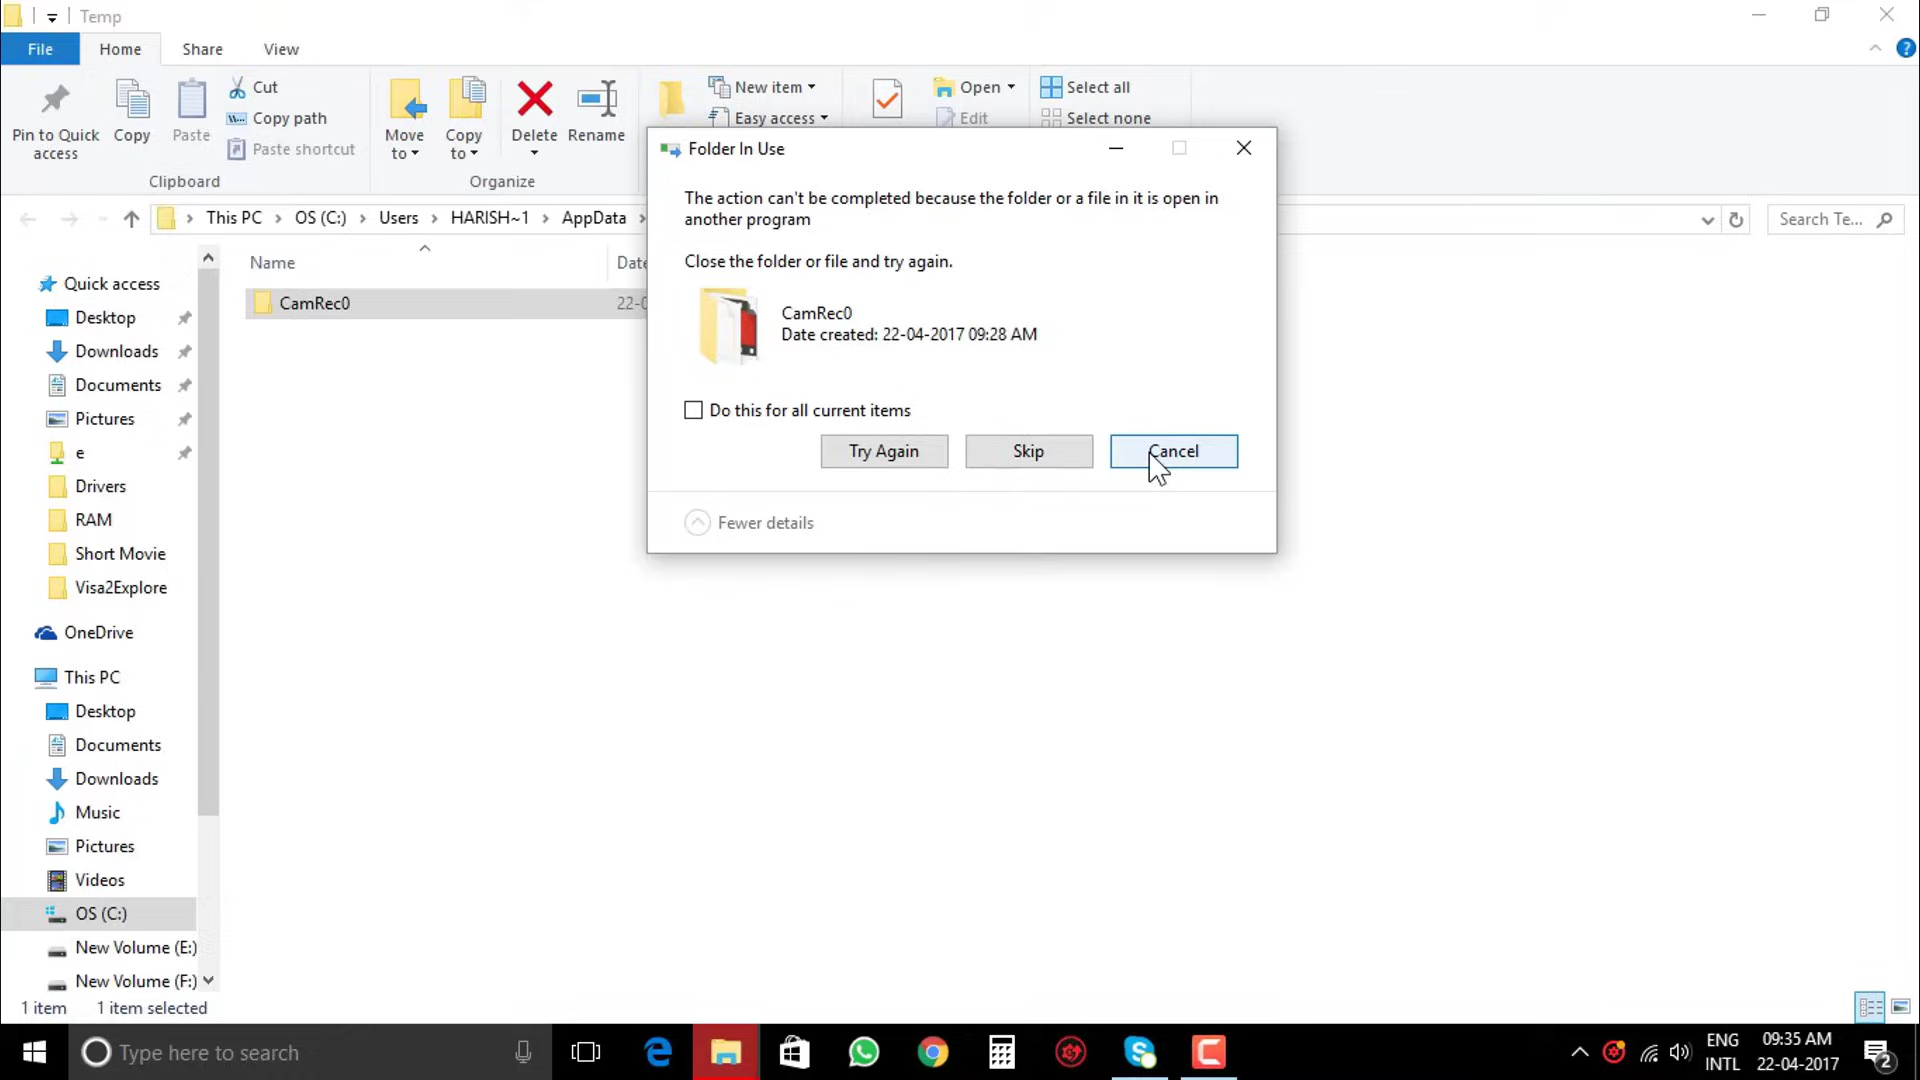 Temp
File
Home
Share
View
Pin to Quick
access
Copy
Paste
Cut
Copy path
Paste shortcut
Clipboard
Move
to
Copy
to
Delete
Rename
Organize
New item
Easy access
Open
Edit
Select all
Select none
This PC
OS (C:)
Users
HARISH~1
AppData
Search Te...
Name
Date
CamRec0
22-0
Quick access
Desktop
Downloads
Documents
Pictures
e
Drivers
RAM
Short Movie
Visa2Explore
OneDrive
This PC
Desktop
Documents
Downloads
Music
Pictures
Videos
OS (C:)
New Volume (E:)
New Volume (F:)
1 item
1 item selected
Folder In Use
The action can't be completed because the folder or a file in it is open in
another program
Close the folder or file and try again.
CamRec0
Date created: 22-04-2017 09:28 AM
Do this for all current items
Try Again
Skip
Cancel
Fewer details
Type here to search
ENG
INTL
09:35 AM
22-04-2017
2